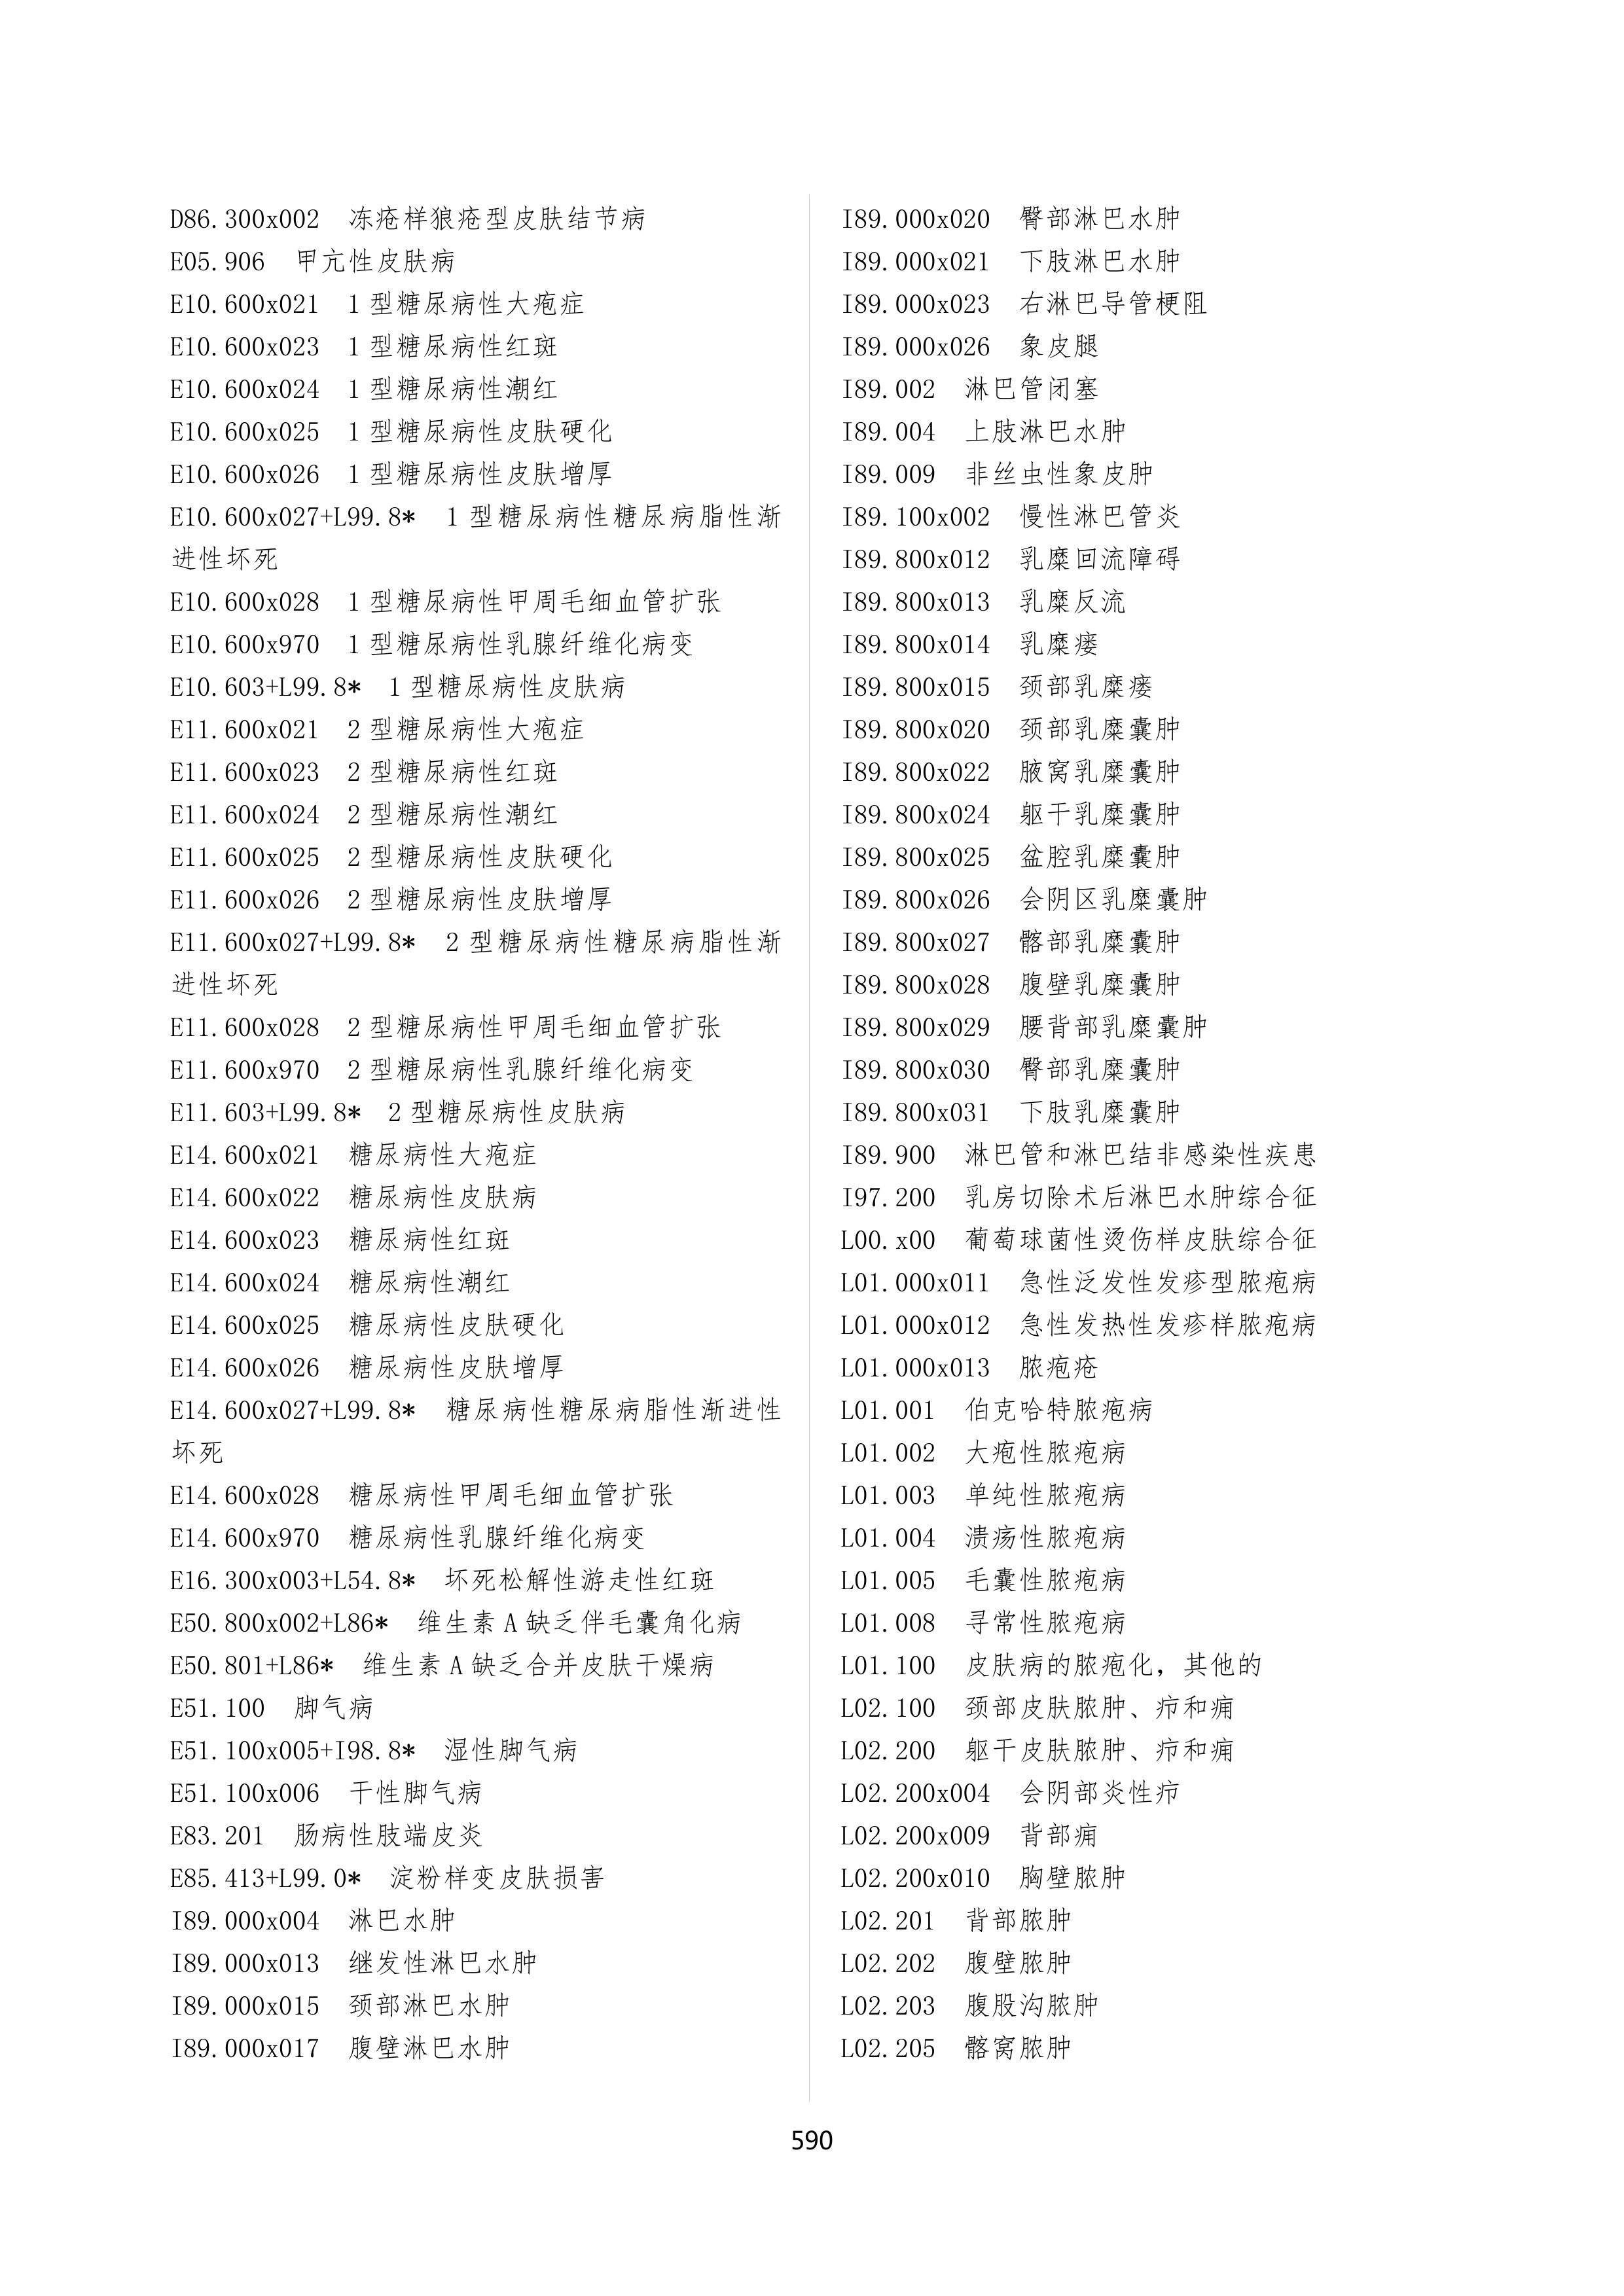 D86.300x002 冻疮样狼疮型皮肤结节病
E05.906 甲亢性皮肤病
E10.600x021 1型糖尿病性大疱症
E10.600x023 1型糖尿病性红斑
E10.600x024 1型糖尿病性潮红
E10.600x025 1型糖尿病性皮肤硬化
E10.600x026 1型糖尿病性皮肤增厚
E10.600x027+L99.8* 1型糖尿病性糖尿病脂性渐
进性坏死
E10.600x028 1型糖尿病性甲周毛细血管扩张
E10.600x970 1型糖尿病性乳腺纤维化病变
E10.603+L99.8* 1型糖尿病性皮肤病
E11.600x021 2型糖尿病性大疱症
E11.600x023 2型糖尿病性红斑
E11.600x024 2型糖尿病性潮红
E11.600x025 2型糖尿病性皮肤硬化
E11.600x026 2型糖尿病性皮肤增厚
E11.600x027+L99.8* 2型糖尿病性糖尿病脂性渐
进性坏死
E11.600x028 2型糖尿病性甲周毛细血管扩张
E11.600x970 2型糖尿病性乳腺纤维化病变
E11.603+L99.8* 2型糖尿病性皮肤病
E14.600x021 糖尿病性大疱症
E14.600x022 糖尿病性皮肤病
E14.600x023 糖尿病性红斑
E14.600x024 糖尿病性潮红
E14.600x025 糖尿病性皮肤硬化
E14.600x026 糖尿病性皮肤增厚
E14.600x027+L99.8* 糖尿病性糖尿病脂性渐进性
坏死
E14.600x028 糖尿病性甲周毛细血管扩张
E14.600x970 糖尿病性乳腺纤维化病变
E16.300x003+L54.8* 坏死松解性游走性红斑
E50.800x002+L86* 维生素A缺乏伴毛囊角化病
E50.801+L86* 维生素A缺乏合并皮肤干燥病
E51.100 脚气病
E51.100x005+I98.8* 湿性脚气病
E51.100x006 干性脚气病
E83.201 肠病性肢端皮炎
E85.413+L99.0* 淀粉样变皮肤损害
I89.000x004 淋巴水肿
I89.000x013 继发性淋巴水肿
I89.000x015 颈部淋巴水肿
I89.000x017 腹壁淋巴水肿
I89.000x020 臀部淋巴水肿
I89.000x021 下肢淋巴水肿
I89.000x023 右淋巴导管梗阻
I89.000x026 象皮腿
I89.002 淋巴管闭塞
I89.004 上肢淋巴水肿
I89.009 非丝虫性象皮肿
I89.100x002 慢性淋巴管炎
I89.800x012 乳糜回流障碍
I89.800x013 乳糜反流
I89.800x014 乳糜瘘
I89.800x015 颈部乳糜瘘
I89.800x020 颈部乳糜囊肿
I89.800x022 腋窝乳糜囊肿
I89.800x024 躯干乳糜囊肿
I89.800x025 盆腔乳糜囊肿
I89.800x026 会阴区乳糜囊肿
I89.800x027 髂部乳糜囊肿
I89.800x028 腹壁乳糜囊肿
I89.800x029 腰背部乳糜囊肿
I89.800x030 臀部乳糜囊肿
I89.800x031 下肢乳糜囊肿
I89.900 淋巴管和淋巴结非感染性疾患
I97.200 乳房切除术后淋巴水肿综合征
L00.x00 葡萄球菌性烫伤样皮肤综合征
L01.000x011 急性泛发性发疹型脓疱病
L01.000x012 急性发热性发疹样脓疱病
L01.000x013 脓疱疮
L01.001 伯克哈特脓疱病
L01.002 大疱性脓疱病
L01.003 单纯性脓疱病
L01.004 溃疡性脓疱病
L01.005 毛囊性脓疱病
L01.008 寻常性脓疱病
L01.100 皮肤病的脓疱化，其他的
L02.100 颈部皮肤脓肿、疖和痈
L02.200 躯干皮肤脓肿、疖和痈
L02.200x004 会阴部炎性疖
L02.200x009 背部痈
L02.200x010 胸壁脓肿
L02.201 背部脓肿
L02.202 腹壁脓肿
L02.203 腹股沟脓肿
L02.205 髂窝脓肿
590